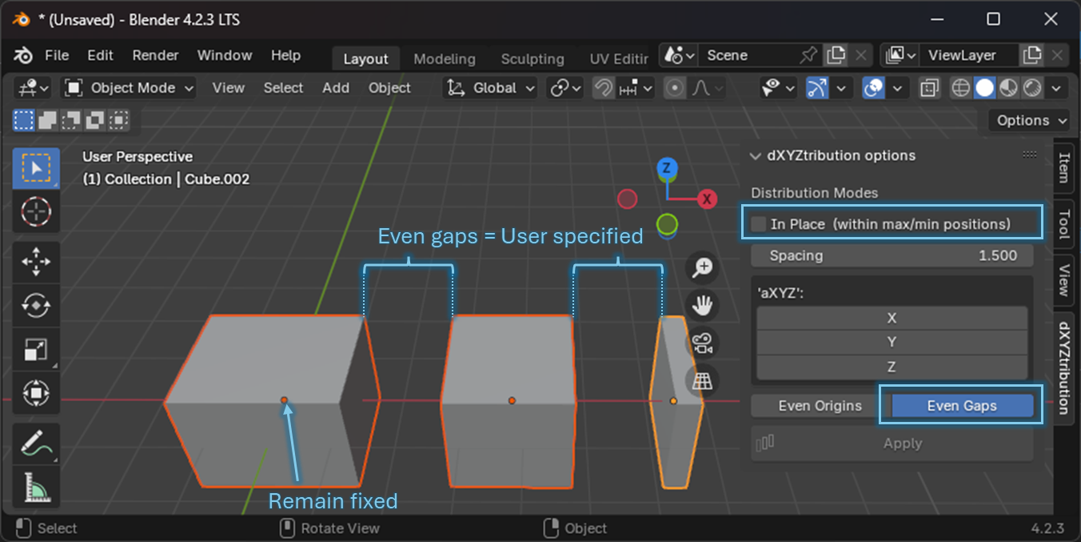 * (Unsaved) - Blender 4.2.3 LTS
File Edit Render Window Help Layout Modeling Sculpting UV Editir Scene ViewLayer
Object Mode View Select Add Object Global
Options
User Perspective
(1) Collection | Cube.002
Z
X
Even gaps = User specified
Remain fixed
dXYZtribution options
Distribution Modes
In Place (within max/min positions)
Spacing 1.500
'aXYZ':
X
Y
Z
Even Origins Even Gaps
Apply
Item
Tool
View
dXYZtribution
Select Rotate View Object 4.2.3